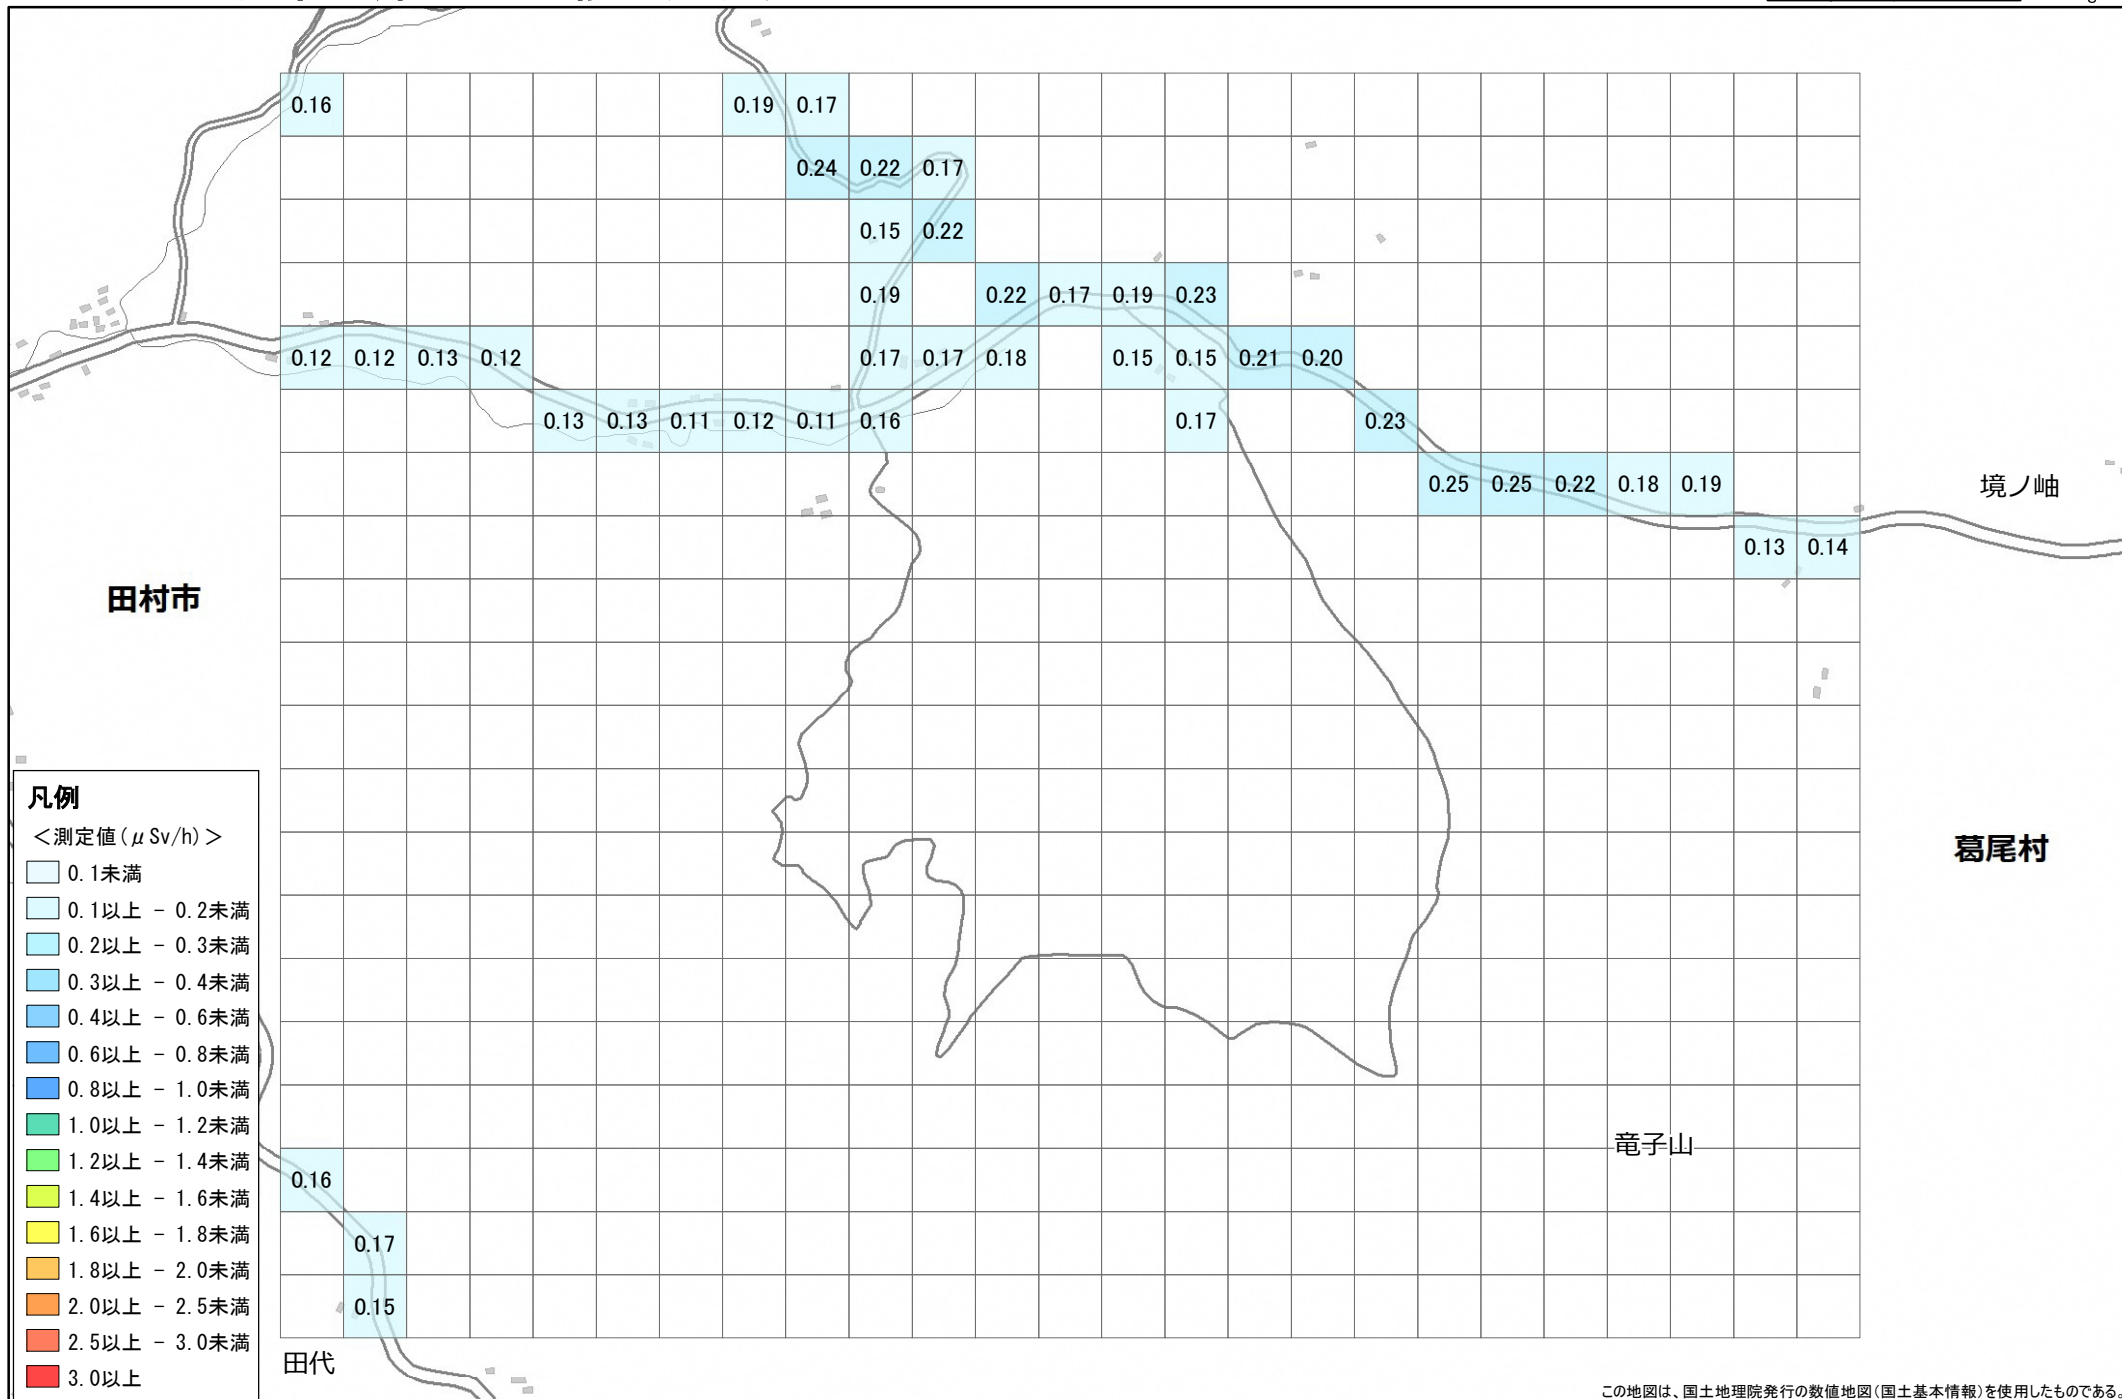 0.16 0.19 0.17
0.24 0.22 0.17
0.15 0.22
0.19 0.22 0.17 0.19 0.23
0.12 0.12 0.13 0.12 0.17 0.17 0.18 0.15 0.15 0.21 0.20
0.13 0.13 0.11 0.12 0.11 0.16 0.17 0.23
0.25 0.25 0.22 0.18 0.19
境ノ岫
0.13 0.14
田村市
葛尾村
凡例
＜測定値(μSv/h)＞
0.1未満
0.1以上 - 0.2未満
0.2以上 - 0.3未満
0.3以上 - 0.4未満
0.4以上 - 0.6未満
0.6以上 - 0.8未満
0.8以上 - 1.0未満
1.0以上 - 1.2未満
1.2以上 - 1.4未満
1.4以上 - 1.6未満
1.6以上 - 1.8未満
1.8以上 - 2.0未満
2.0以上 - 2.5未満
2.5以上 - 3.0未満
3.0以上
竜子山
0.16
0.17
0.15
田代
この地図は、国土地理院発行の数値地図(国土基本情報)を使用したものである。